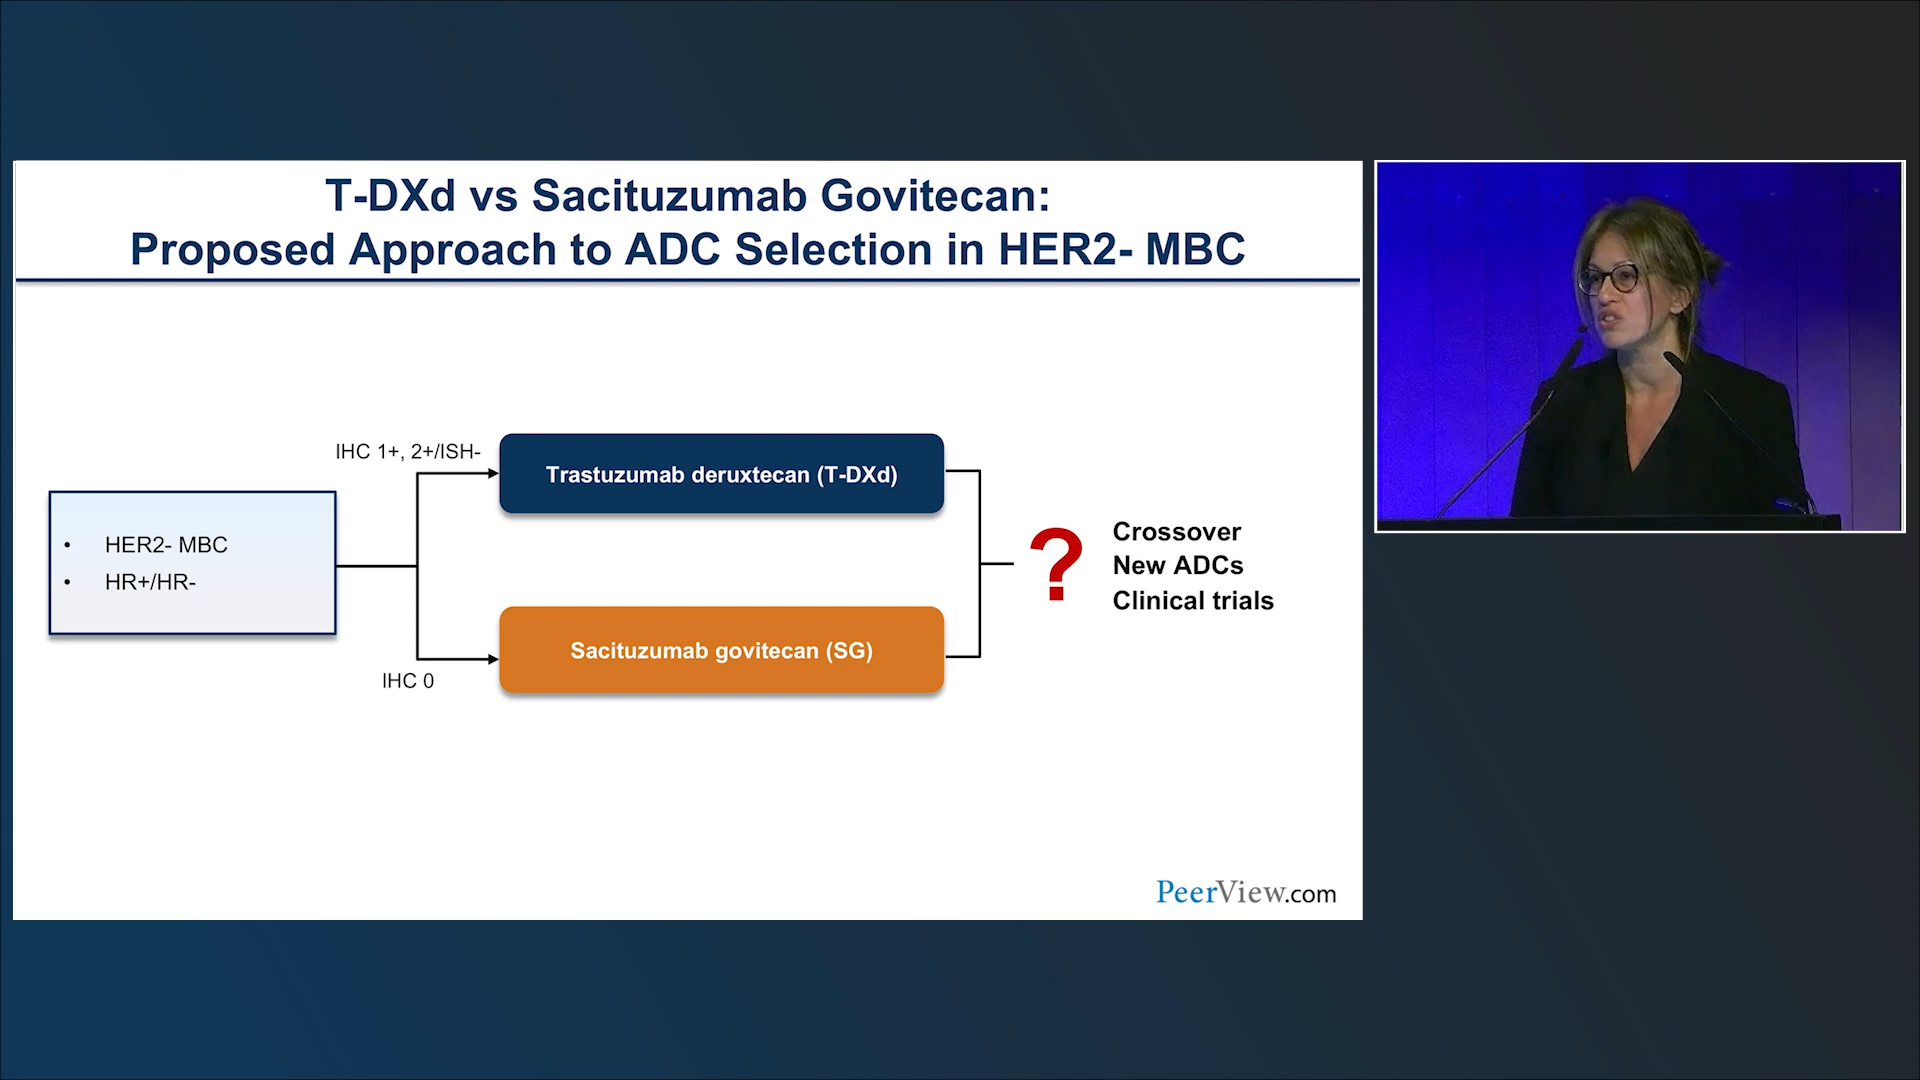 T-DXd vs Sacituzumab Govitecan:
Proposed Approach to ADC Selection in HER2- MBC
IHC 1+, 2+/ISH-
Trastuzumab deruxtecan (T-DXd)
• HER2- MBC
• HR+/HR-
Crossover
? New ADCs
Clinical trials
Sacituzumab govitecan (SG)
IHC 0
PeerView.com